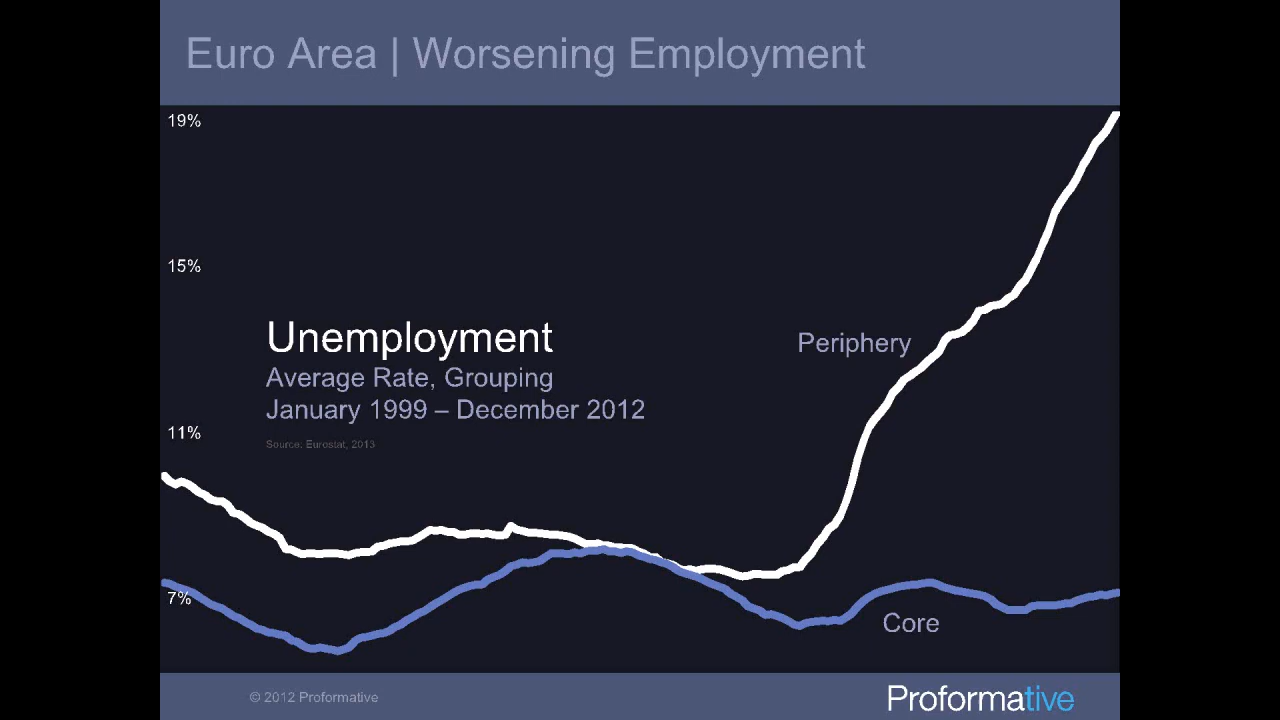 Euro Area | Worsening Employment
19%
15%
Unemployment
Periphery
Average Rate, Grouping
January 1999 – December 2012
11%
Source: Eurostat, 2013
7%
Core
© 2012 Proformative
Proformative